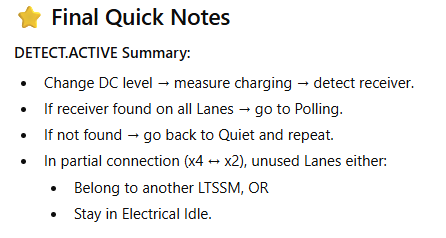 Final Quick Notes
DETECT.ACTIVE Summary:
• Change DC level → measure charging → detect receiver.
• If receiver found on all Lanes → go to Polling.
• If not found → go back to Quiet and repeat.
• In partial connection (x4 ↔ x2), unused Lanes either:
• Belong to another LTSSM, OR
• Stay in Electrical Idle.